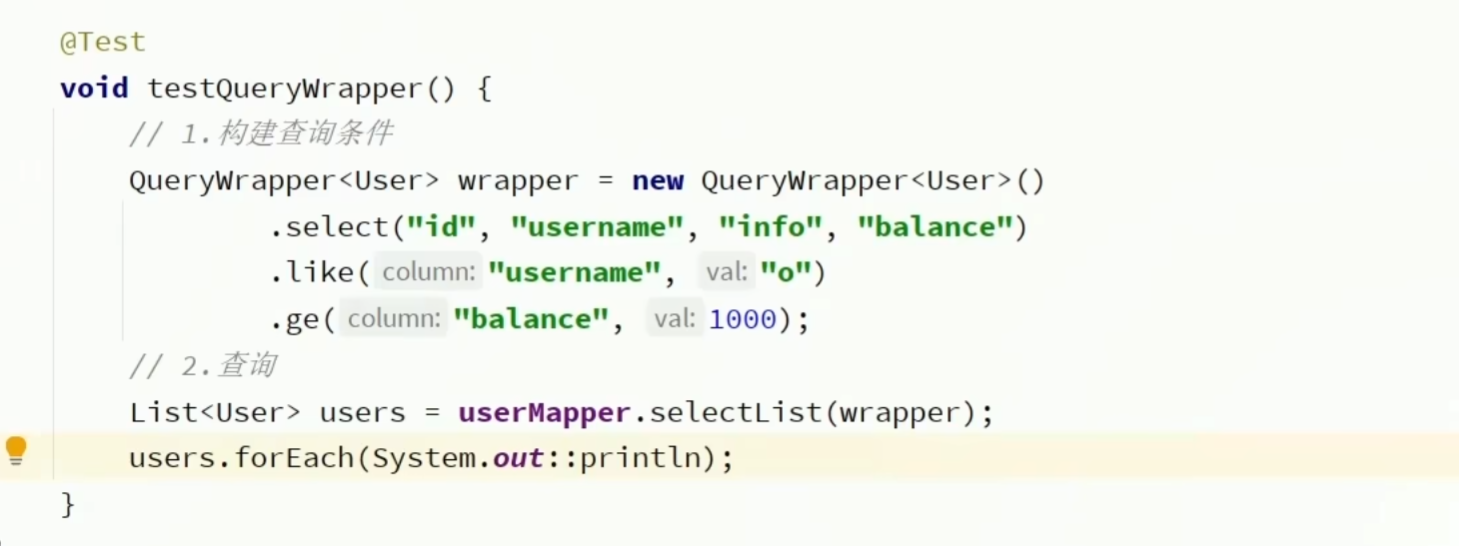 @Test
void testQueryWrapper() {
// 1.构建查询条件
QueryWrapper<User> wrapper = new QueryWrapper<User>()
.select("id", "username", "info", "balance")
.like( column: "username", val: "o")
.ge( column: "balance", val: 1000);
// 2.查询
List<User> users = userMapper.selectList(wrapper);
users.forEach(System.out::println);
}